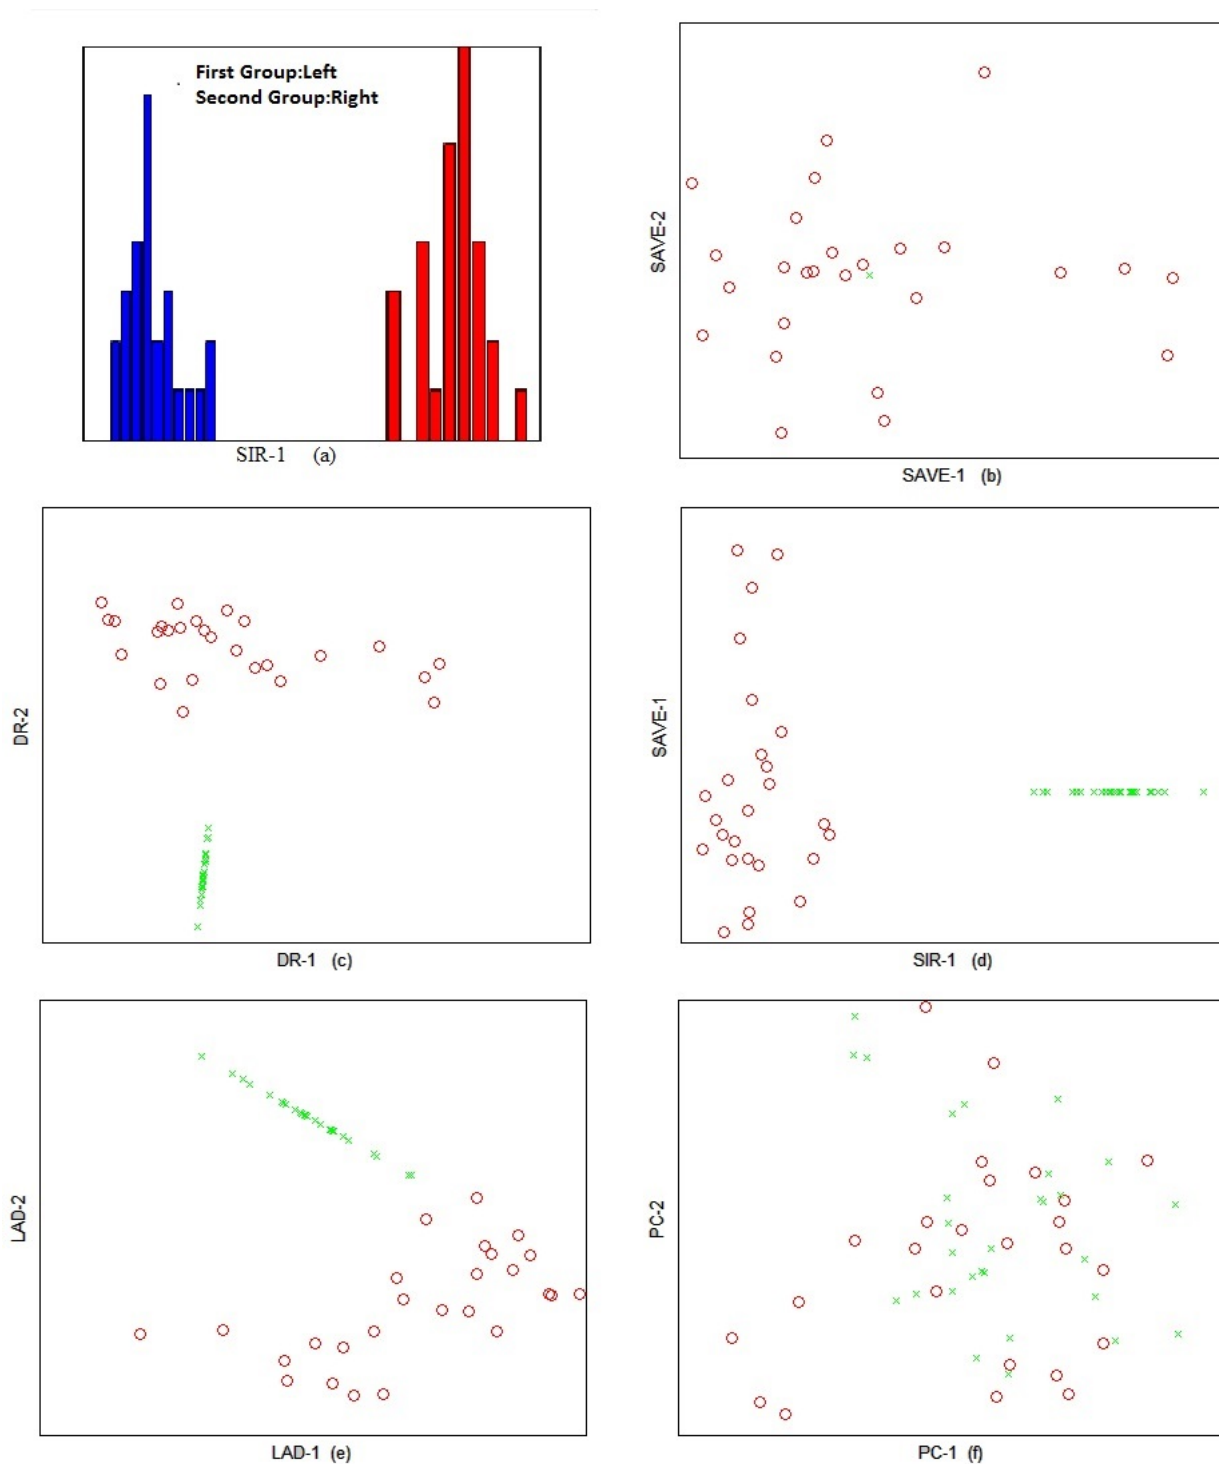 First Group:Left
Second Group:Right
SIR-1 (a)
SAVE-2
SAVE-1 (b)
DR-2
DR-1 (c)
SAVE-1
SIR-1 (d)
LAD-2
LAD-1 (e)
PC-2
PC-1 (f)